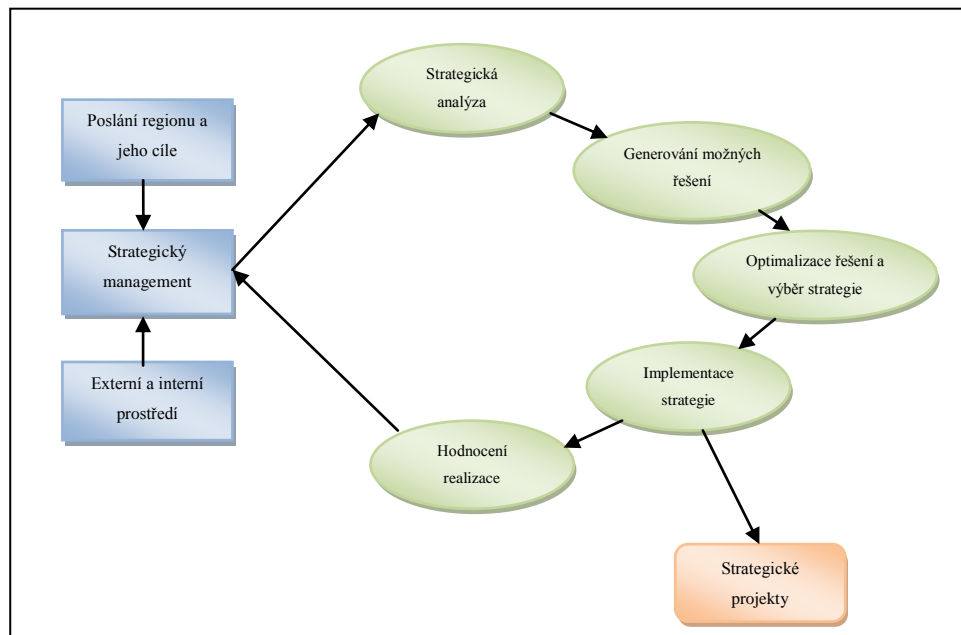 Strategická
analýza
Poslání regionu a
jeho cíle
Generování možných
řešení
Strategický
management
Optimalizace řešení a
výběr strategie
Externí a interní
prostředí
Implementace
strategie
Hodnocení
realizace
Strategické
projekty